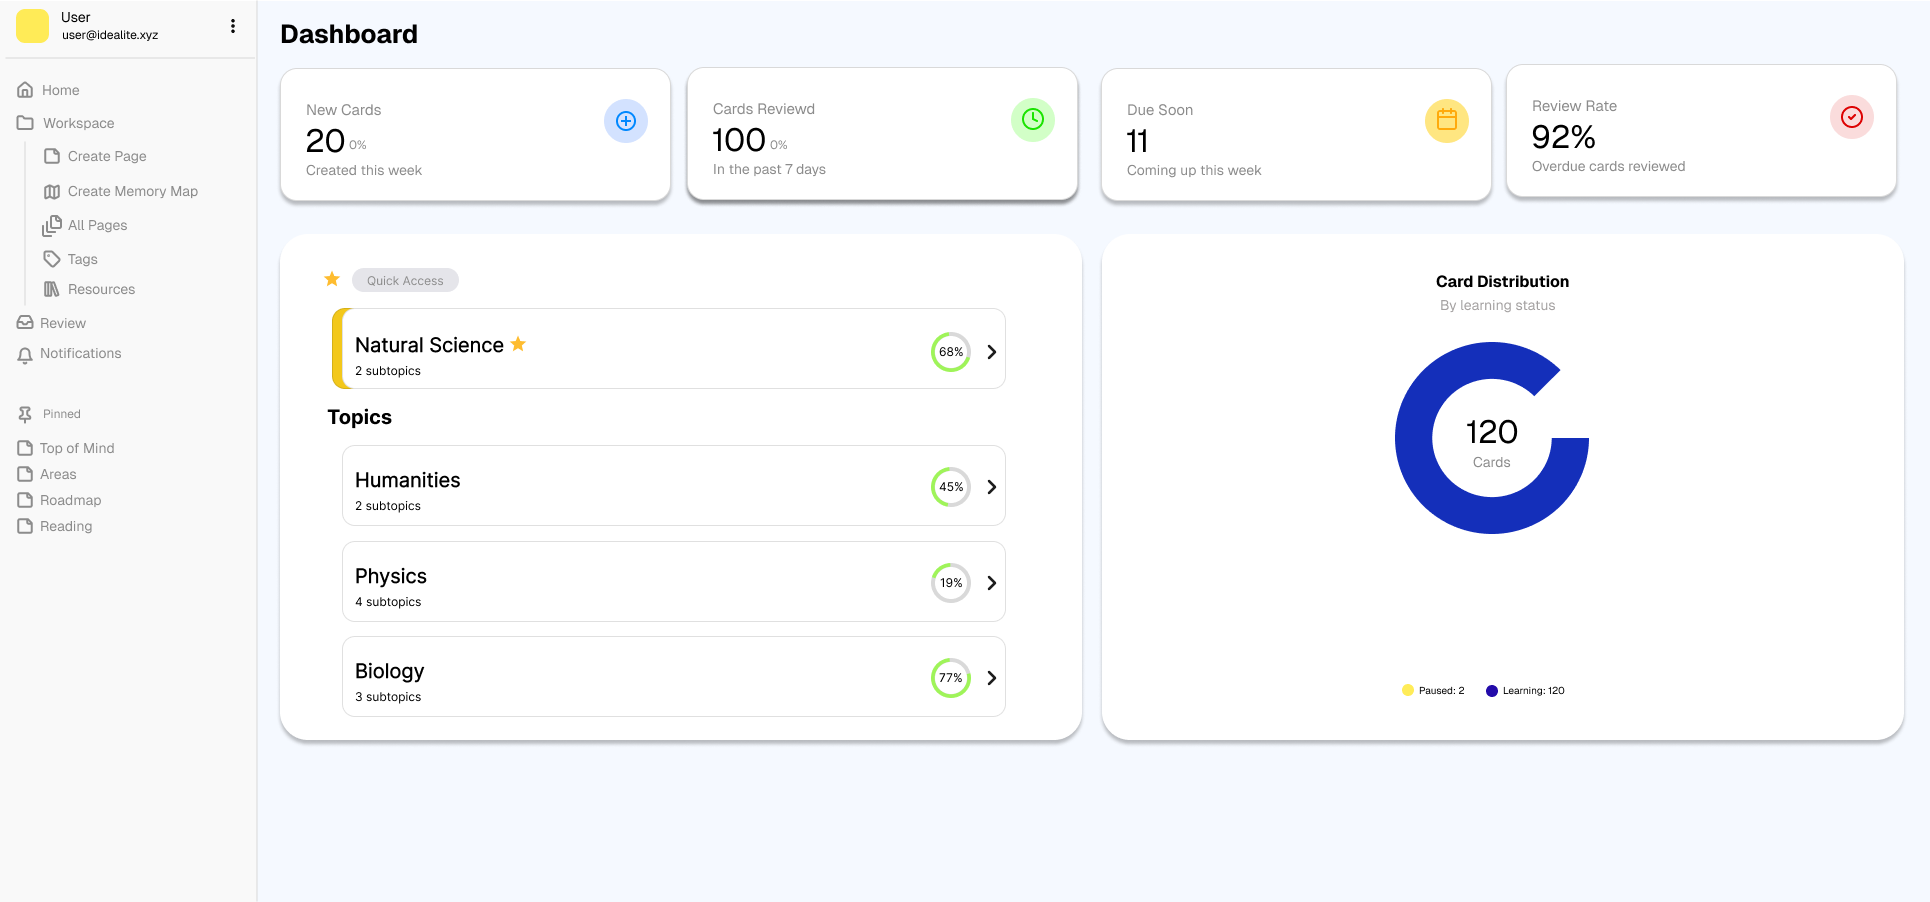 User
user@idealite.xyz
Home
Workspace
Create Page
Create Memory Map
All Pages
Tags
Resources
Review
Notifications
Pinned
Top of Mind
Areas
Roadmap
Reading
Dashboard
New Cards
20 0%
Created this week
Cards Reviewd
100 0%
In the past 7 days
Due Soon
11
Coming up this week
Review Rate
92%
Overdue cards reviewed
Quick Access
Natural Science
2 subtopics
68%
Topics
Humanities
2 subtopics
45%
Physics
4 subtopics
19%
Biology
3 subtopics
77%
Card Distribution
By learning status
120
Cards
Paused: 2
Learning: 120